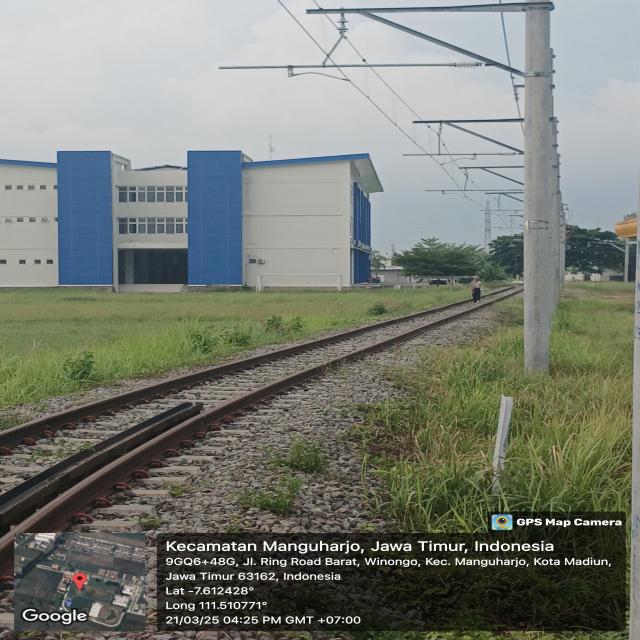 GPS Map Camera
Kecamatan Manguharjo, Jawa Timur, Indonesia
9GQ6+48G, Jl. Ring Road Barat, Winongo, Kec. Manguharjo, Kota Madiun,
Jawa Timur 63162, Indonesia
Lat -7.612428°
Long 111.510771°
21/03/25 04:25 PM GMT +07:00
Google